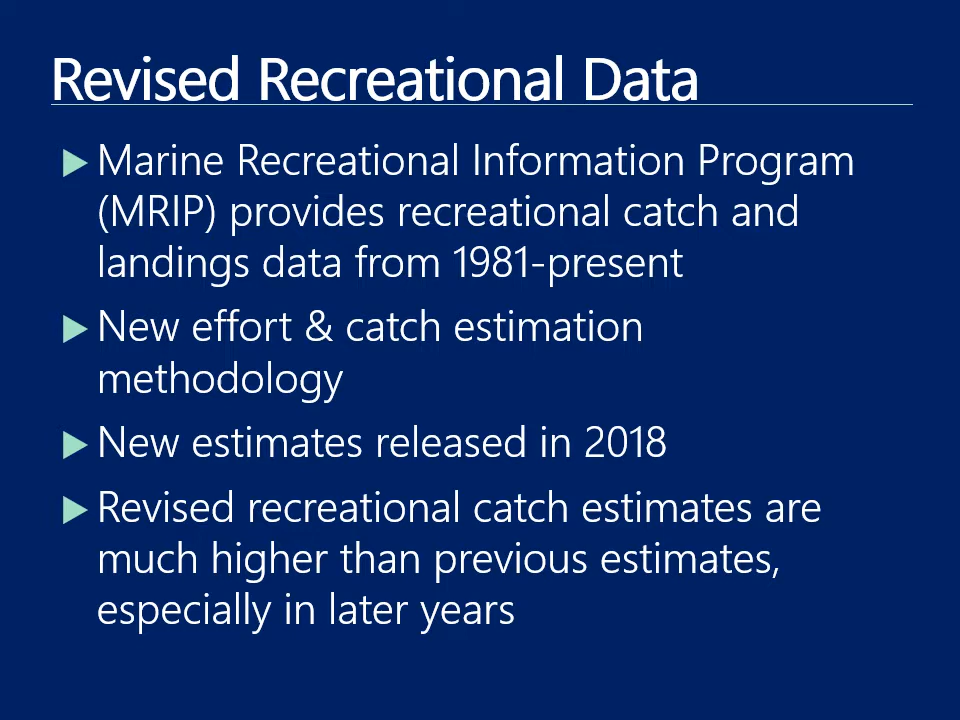 Revised Recreational Data
Marine Recreational Information Program
(MRIP) provides recreational catch and
landings data from 1981-present
New effort & catch estimation
methodology
New estimates released in 2018
Revised recreational catch estimates are
much higher than previous estimates,
especially in later years